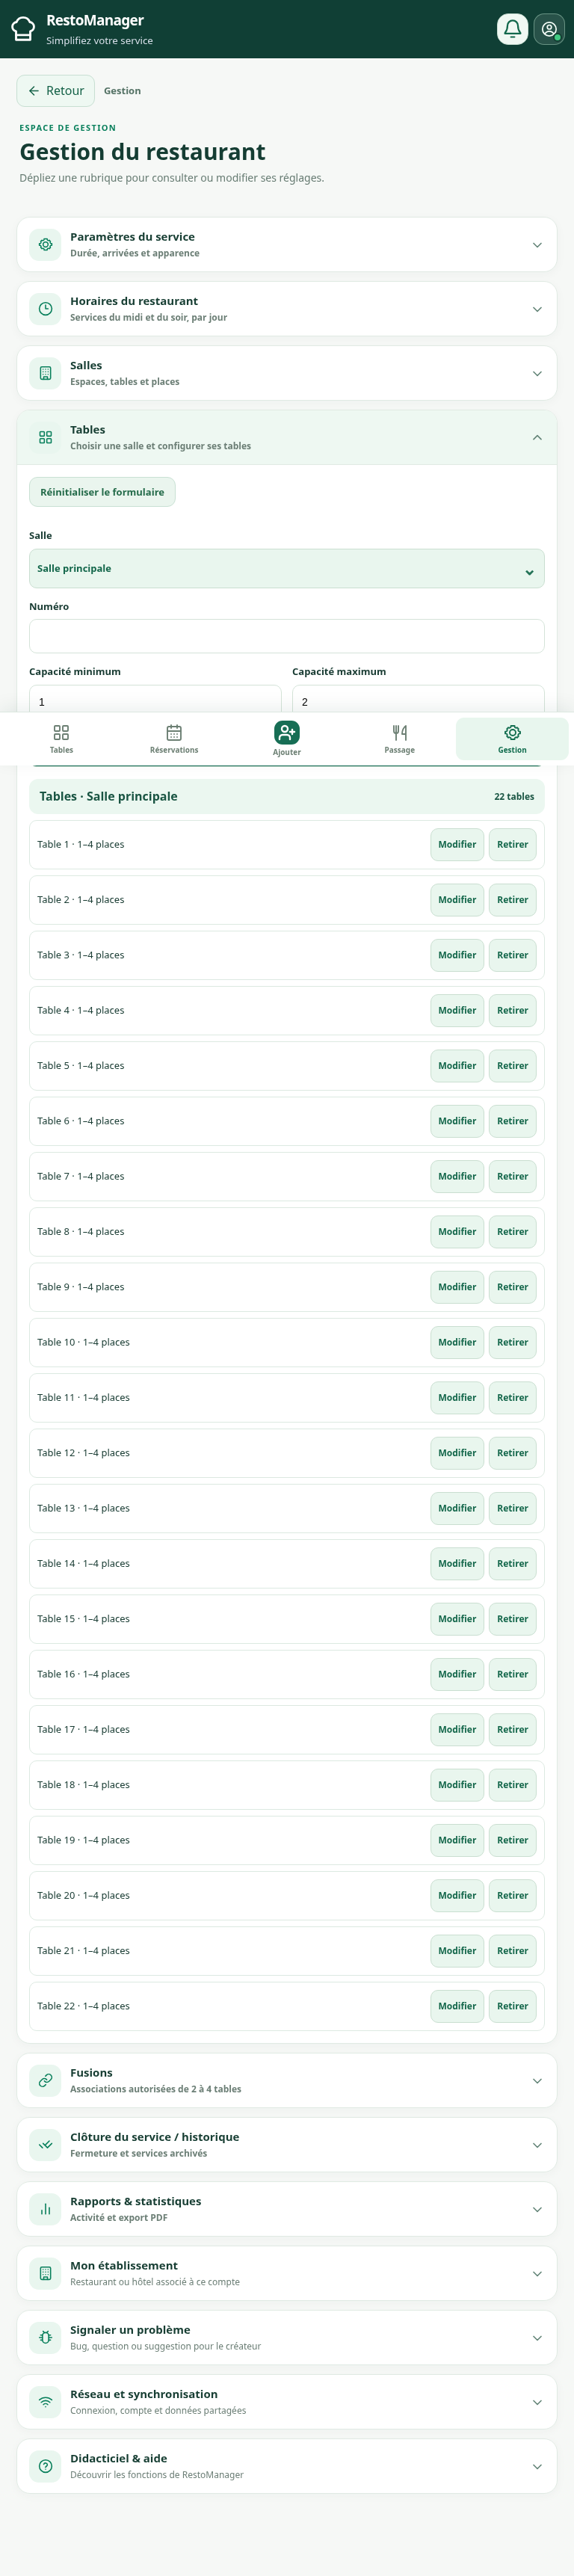 RestoManager
Simplifiez votre service
Retour
Gestion
ESPACE DE GESTION
Gestion du restaurant
Dépliez une rubrique pour consulter ou modifier ses réglages.
Paramètres du service
Durée, arrivées et apparence
Horaires du restaurant
Services du midi et du soir, par jour
Salles
Espaces, tables et places
Tables
Choisir une salle et configurer ses tables
Réinitialiser le formulaire
Salle
Salle principale
Numéro
Capacité minimum
Capacité maximum
1
2
Tables
Réservations
Ajouter
Passage
Gestion
Tables · Salle principale
22 tables
Table 1 · 1–4 places
Modifier
Retirer
Table 2 · 1–4 places
Modifier
Retirer
Table 3 · 1–4 places
Modifier
Retirer
Table 4 · 1–4 places
Modifier
Retirer
Table 5 · 1–4 places
Modifier
Retirer
Table 6 · 1–4 places
Modifier
Retirer
Table 7 · 1–4 places
Modifier
Retirer
Table 8 · 1–4 places
Modifier
Retirer
Table 9 · 1–4 places
Modifier
Retirer
Table 10 · 1–4 places
Modifier
Retirer
Table 11 · 1–4 places
Modifier
Retirer
Table 12 · 1–4 places
Modifier
Retirer
Table 13 · 1–4 places
Modifier
Retirer
Table 14 · 1–4 places
Modifier
Retirer
Table 15 · 1–4 places
Modifier
Retirer
Table 16 · 1–4 places
Modifier
Retirer
Table 17 · 1–4 places
Modifier
Retirer
Table 18 · 1–4 places
Modifier
Retirer
Table 19 · 1–4 places
Modifier
Retirer
Table 20 · 1–4 places
Modifier
Retirer
Table 21 · 1–4 places
Modifier
Retirer
Table 22 · 1–4 places
Modifier
Retirer
Fusions
Associations autorisées de 2 à 4 tables
Clôture du service / historique
Fermeture et services archivés
Rapports & statistiques
Activité et export PDF
Mon établissement
Restaurant ou hôtel associé à ce compte
Signaler un problème
Bug, question ou suggestion pour le créateur
Réseau et synchronisation
Connexion, compte et données partagées
Didacticiel & aide
Découvrir les fonctions de RestoManager